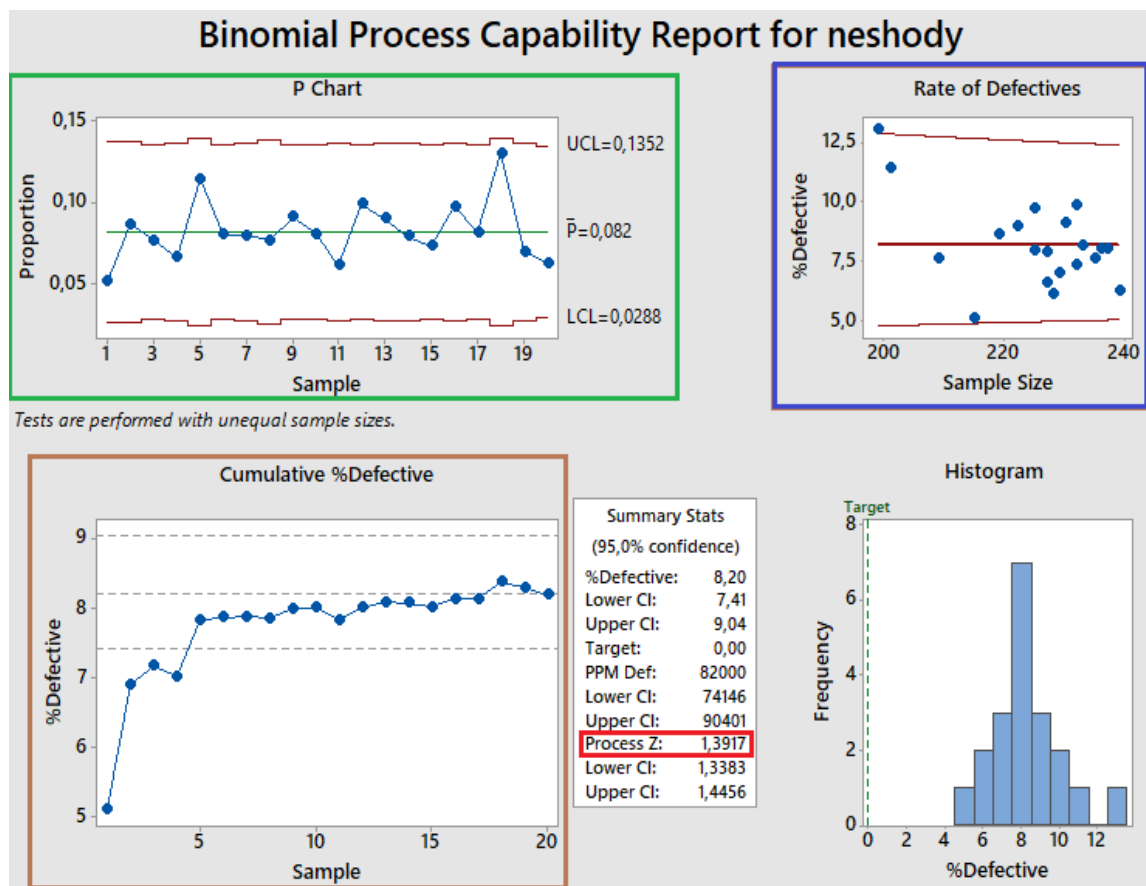 Binomial Process Capability Report for neshody
P Chart
0,15
0,10
0,05
Proportion
UCL=0,1352
P̅=0,082
LCL=0,0288
1 3 5 7 9 11 13 15 17 19
Sample
Tests are performed with unequal sample sizes.
Rate of Defectives
12,5
10,0
7,5
5,0
%Defective
200 220 240
Sample Size
Cumulative %Defective
9
8
7
6
5
%Defective
5 10 15 20
Sample
Summary Stats
(95,0% confidence)
%Defective: 8,20
Lower CI: 7,41
Upper CI: 9,04
Target: 0,00
PPM Def: 82000
Lower CI: 74146
Upper CI: 90401
Process Z: 1,3917
Lower CI: 1,3383
Upper CI: 1,4456
Histogram
Target
8
6
4
2
0
Frequency
0 2 4 6 8 10 12
%Defective